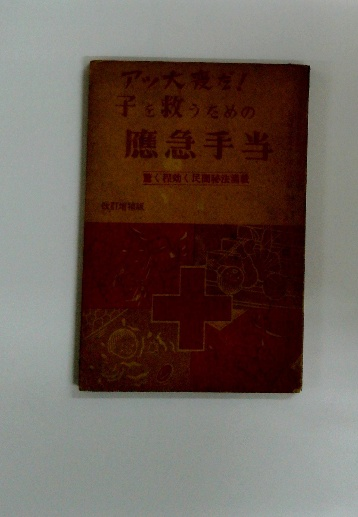 アッ大変だ！
子を救うための
應急手当
驚く程効く民間秘法満載
改訂増補版